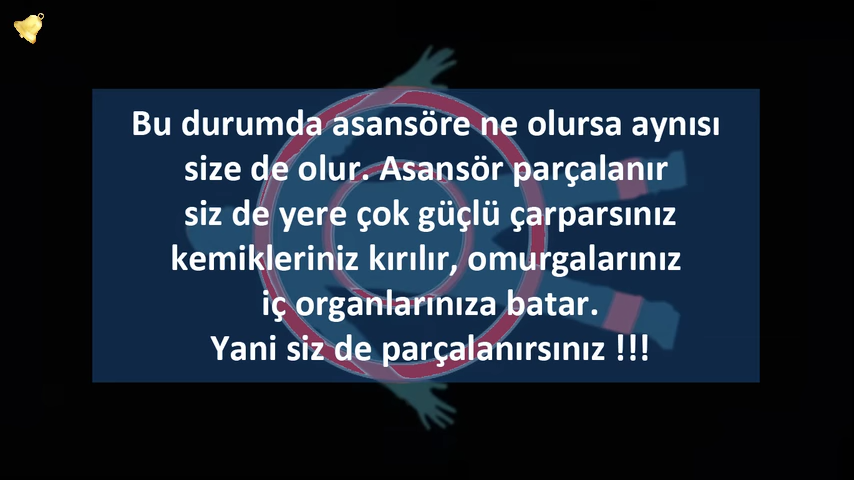 Bu durumda asansöre ne olursa aynısı
size de olur. Asansör parçalanır
siz de yere çok güçlü çarparsınız
kemikleriniz kırılır, omurgalarınız
iç organlarınıza batar.
Yani siz de parçalanırsınız !!!